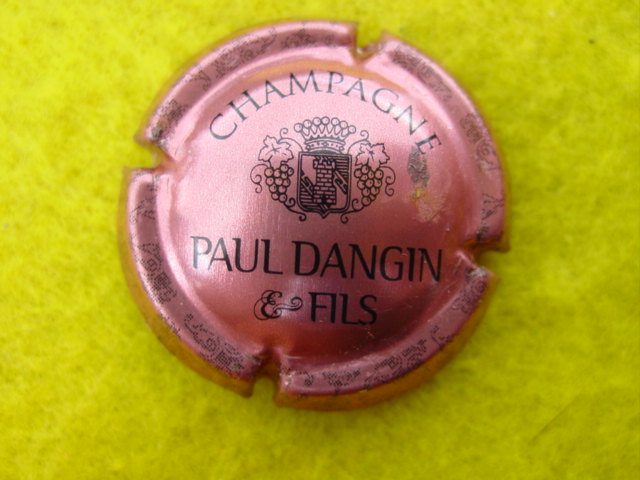 CHAMPAGNE
PAUL DANGIN
& FILS